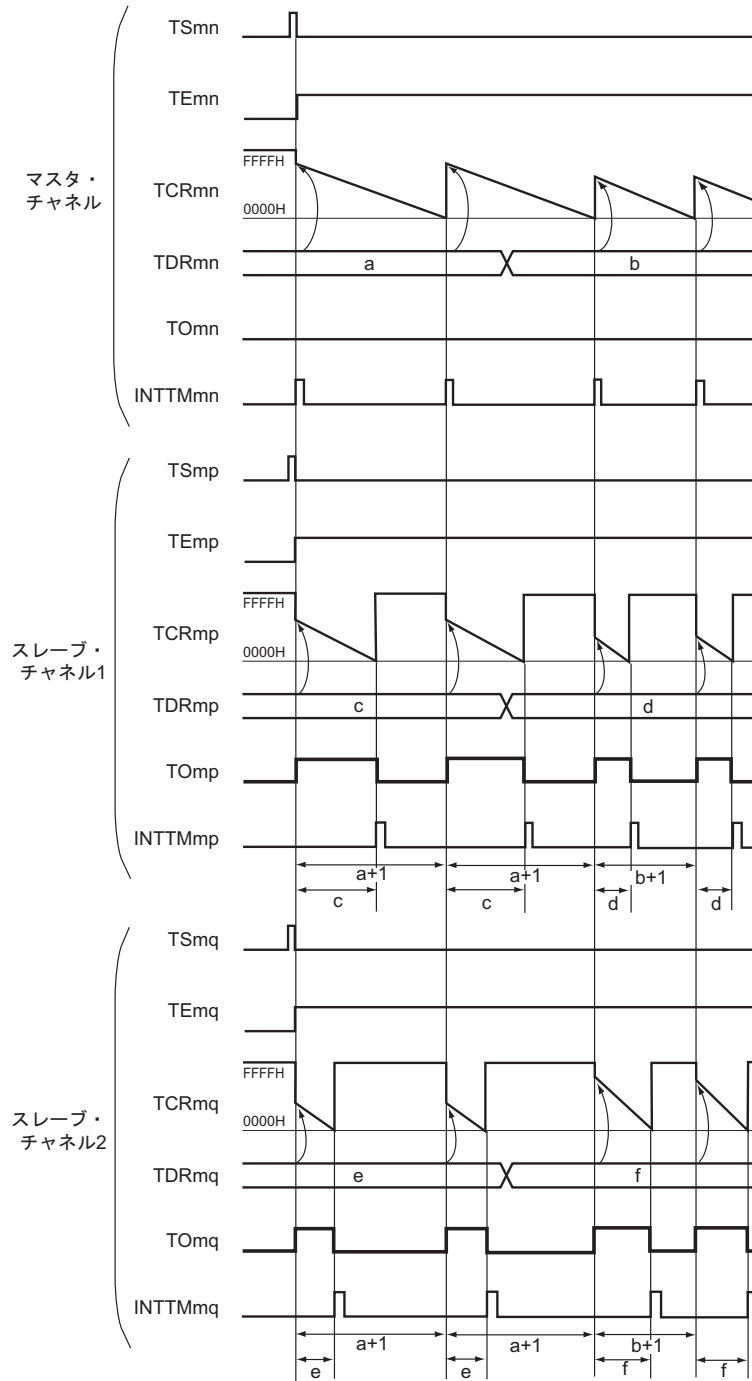 マスタ・
チャネル
TSmn
TEmn
FFFFH
TCRmn
0000H
TDRmn
a
b
TOmn
INTTMmn
スレーブ・
チャネル1
TSmp
TEmp
FFFFH
TCRmp
0000H
TDRmp
c
d
TOmp
INTTMmp
a+1
a+1
b+1
c
c
d
d
スレーブ・
チャネル2
TSmq
TEmq
FFFFH
TCRmq
0000H
TDRmq
e
f
TOmq
INTTMmq
a+1
a+1
b+1
e
e
f
f